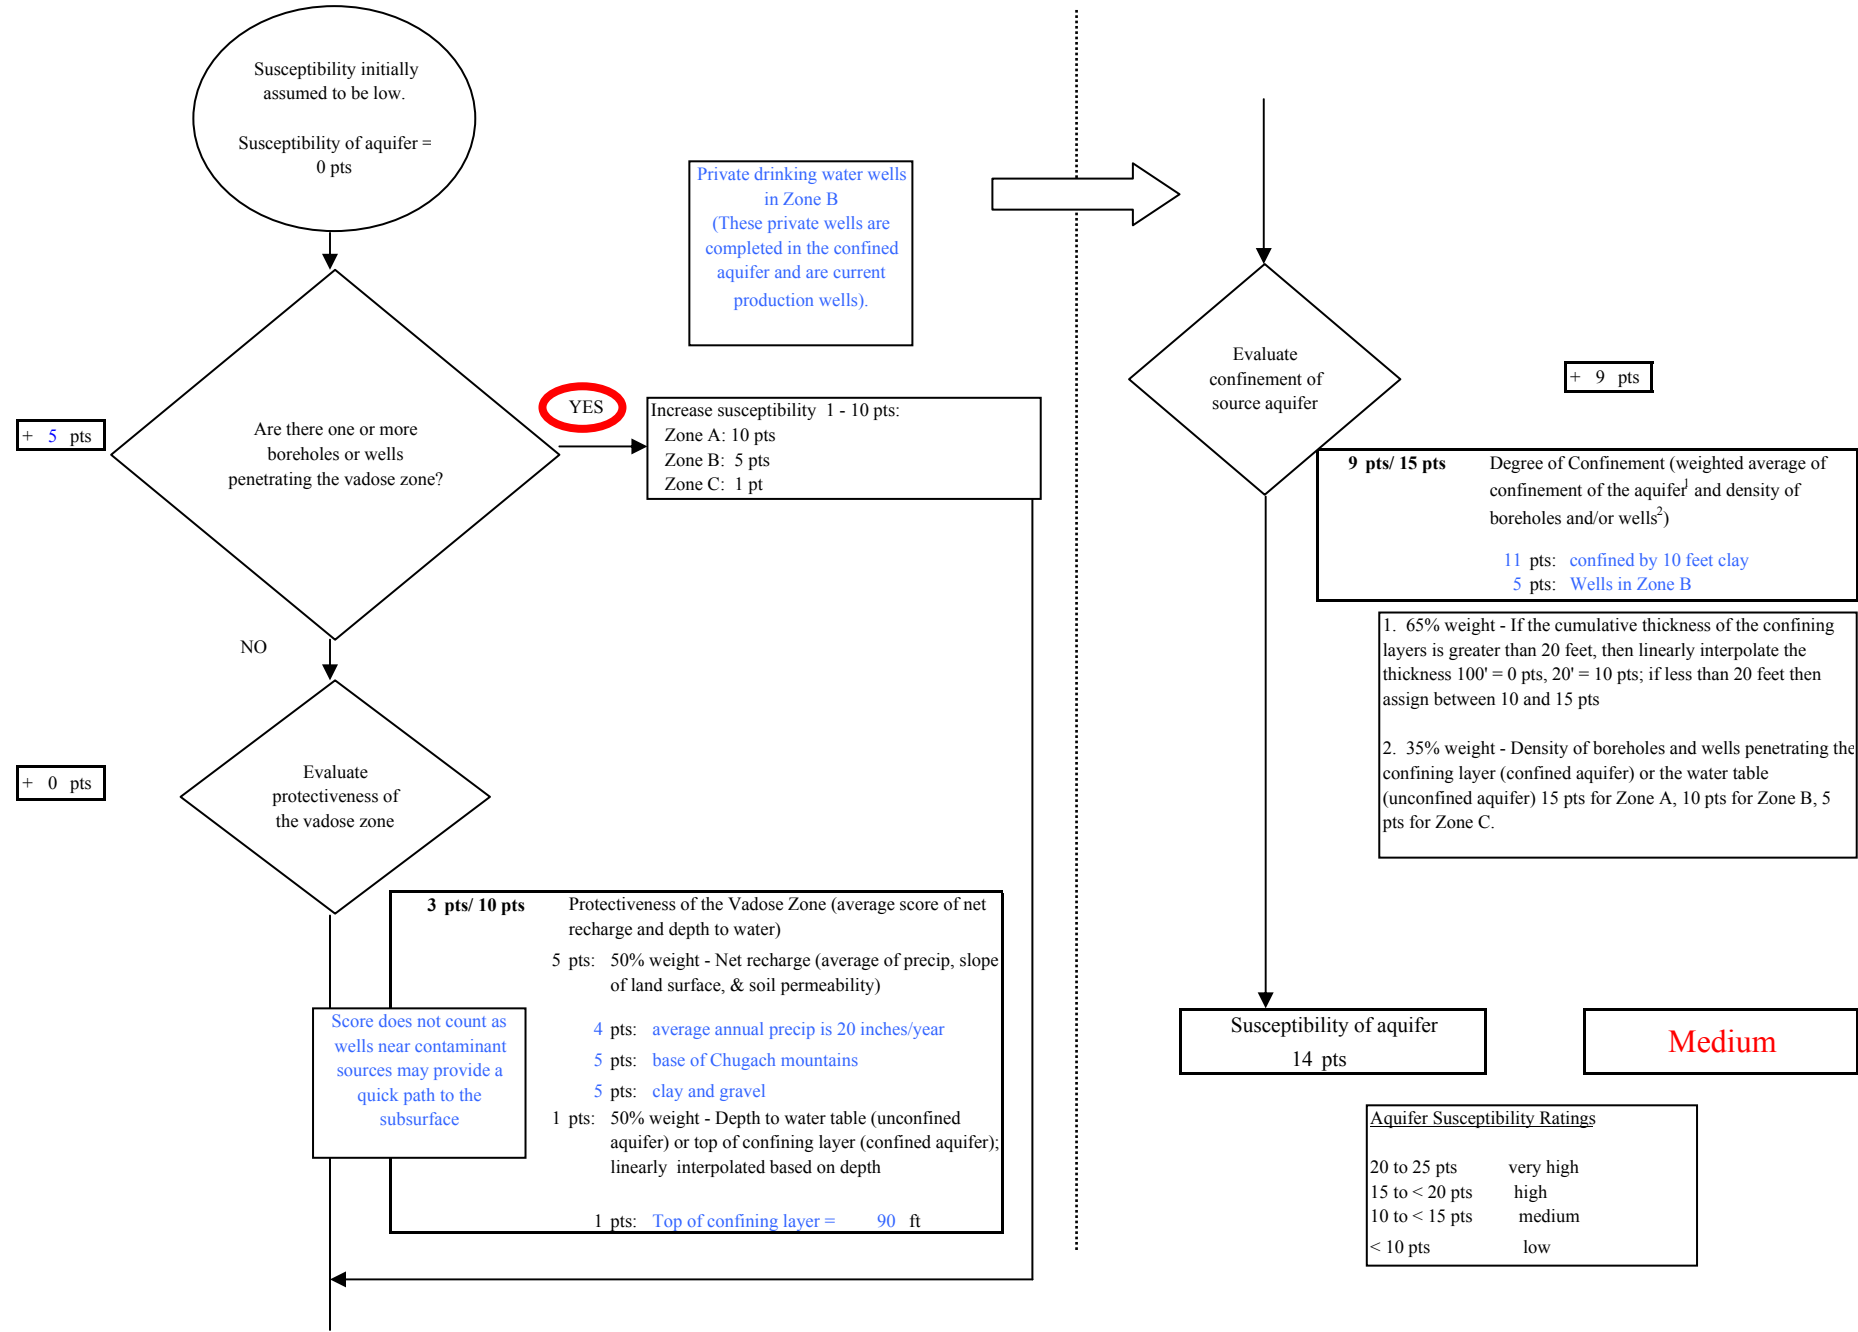 Susceptibility initially
assumed to be low.
Susceptibility of aquifer =
0 pts
Private drinking water wells
in Zone B
(These private wells are
completed in the confined
aquifer and are current
production wells).
+ 5 pts
Are there one or more
boreholes or wells
penetrating the vadose zone?
YES
Increase susceptibility 1 - 10 pts:
Zone A: 10 pts
Zone B: 5 pts
Zone C: 1 pt
NO
+ 0 pts
Evaluate
protectiveness of
the vadose zone
3 pts/ 10 pts Protectiveness of the Vadose Zone (average score of net
recharge and depth to water)
5 pts: 50% weight - Net recharge (average of precip, slope
of land surface, & soil permeability)
4 pts: average annual precip is 20 inches/year
5 pts: base of Chugach mountains
5 pts: clay and gravel
1 pts: 50% weight - Depth to water table (unconfined
aquifer) or top of confining layer (confined aquifer);
linearly interpolated based on depth
1 pts: Top of confining layer = 90 ft
Score does not count as
wells near contaminant
sources may provide a
quick path to the
subsurface
Evaluate
confinement of
source aquifer
+ 9 pts
9 pts/ 15 pts Degree of Confinement (weighted average of
confinement of the aquifer1 and density of
boreholes and/or wells2)
11 pts: confined by 10 feet clay
5 pts: Wells in Zone B
1. 65% weight - If the cumulative thickness of the confining
layers is greater than 20 feet, then linearly interpolate the
thickness 100' = 0 pts, 20' = 10 pts; if less than 20 feet then
assign between 10 and 15 pts
2. 35% weight - Density of boreholes and wells penetrating the
confining layer (confined aquifer) or the water table
(unconfined aquifer) 15 pts for Zone A, 10 pts for Zone B, 5
pts for Zone C.
Susceptibility of aquifer
14 pts
Medium
Aquifer Susceptibility Ratings
20 to 25 pts very high
15 to < 20 pts high
10 to < 15 pts medium
< 10 pts low